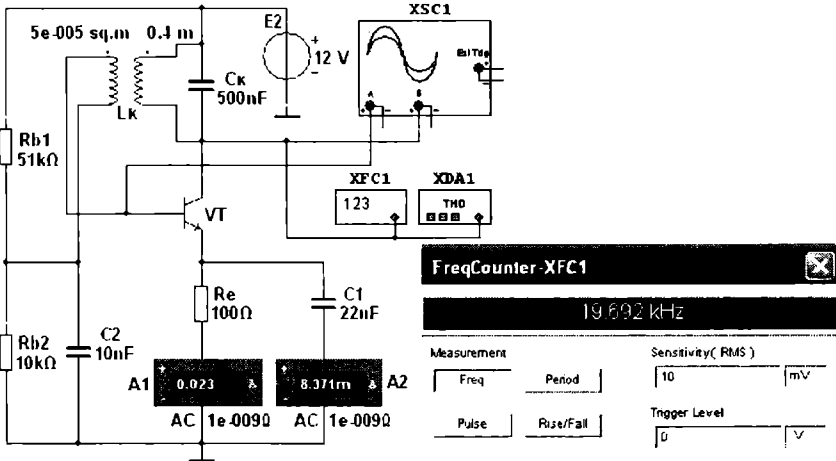 XSC1
E2
5e-005 sq.m 0.4 m
+
12 V
−
Ext Trig
Cк
500nF
A B
Lк
Rb1
51kΩ
XFC1 XDA1
123 THD
VT
FreqCounter-XFC1
19.692 kHz
Re
100Ω
C1
22nF
Measurement
Sensitivity( RMS )
Freq Period
10 mV
Rb2
10kΩ
C2
10nF
A1 0.023 A 8.371m A A2
Pulse Rise/Fall
Trigger Level
0 V
AC 1e-009Ω AC 1e-009Ω